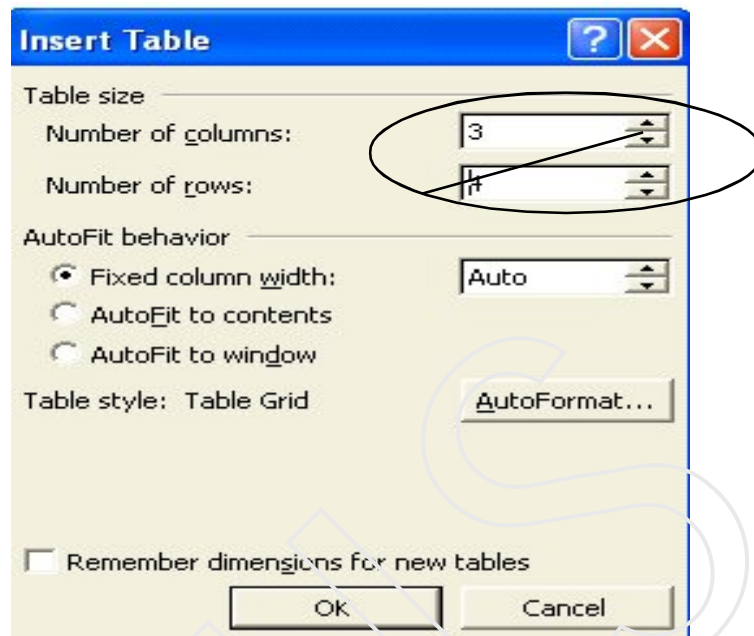 Insert Table
Table size
Number of columns: 3
Number of rows: 4
AutoFit behavior
Fixed column width: Auto
AutoFit to contents
AutoFit to window
Table style: Table Grid AutoFormat...
Remember dimensions for new tables
OK Cancel